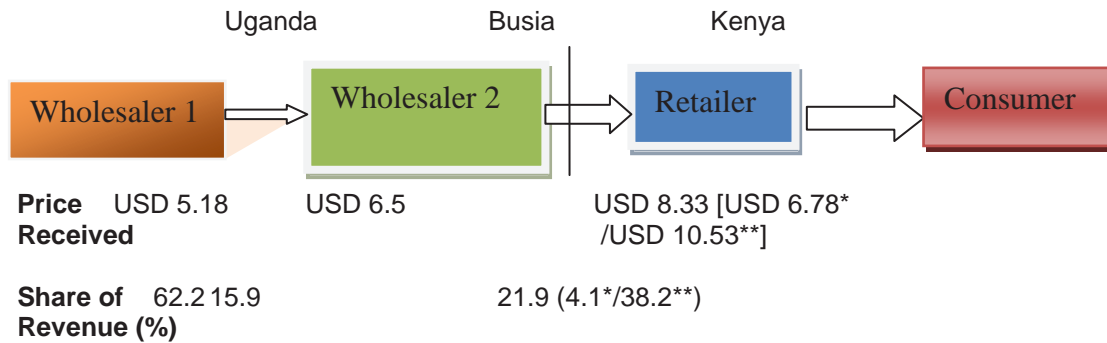 Uganda Busia Kenya
Wholesaler 1 Wholesaler 2 Retailer Consumer
Price USD 5.18 USD 6.5 USD 8.33 [USD 6.78*
Received /USD 10.53**]
Share of 62.2 15.9 21.9 (4.1*/38.2**)
Revenue (%)